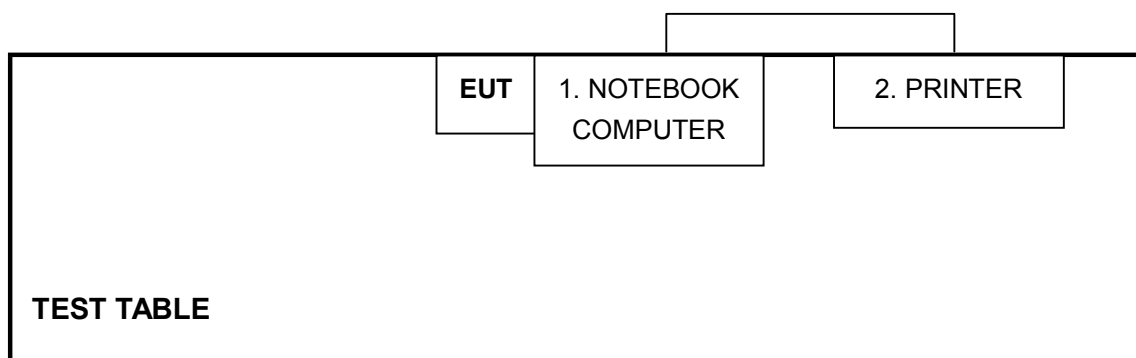 EUT
1. NOTEBOOK
COMPUTER
2. PRINTER
TEST TABLE